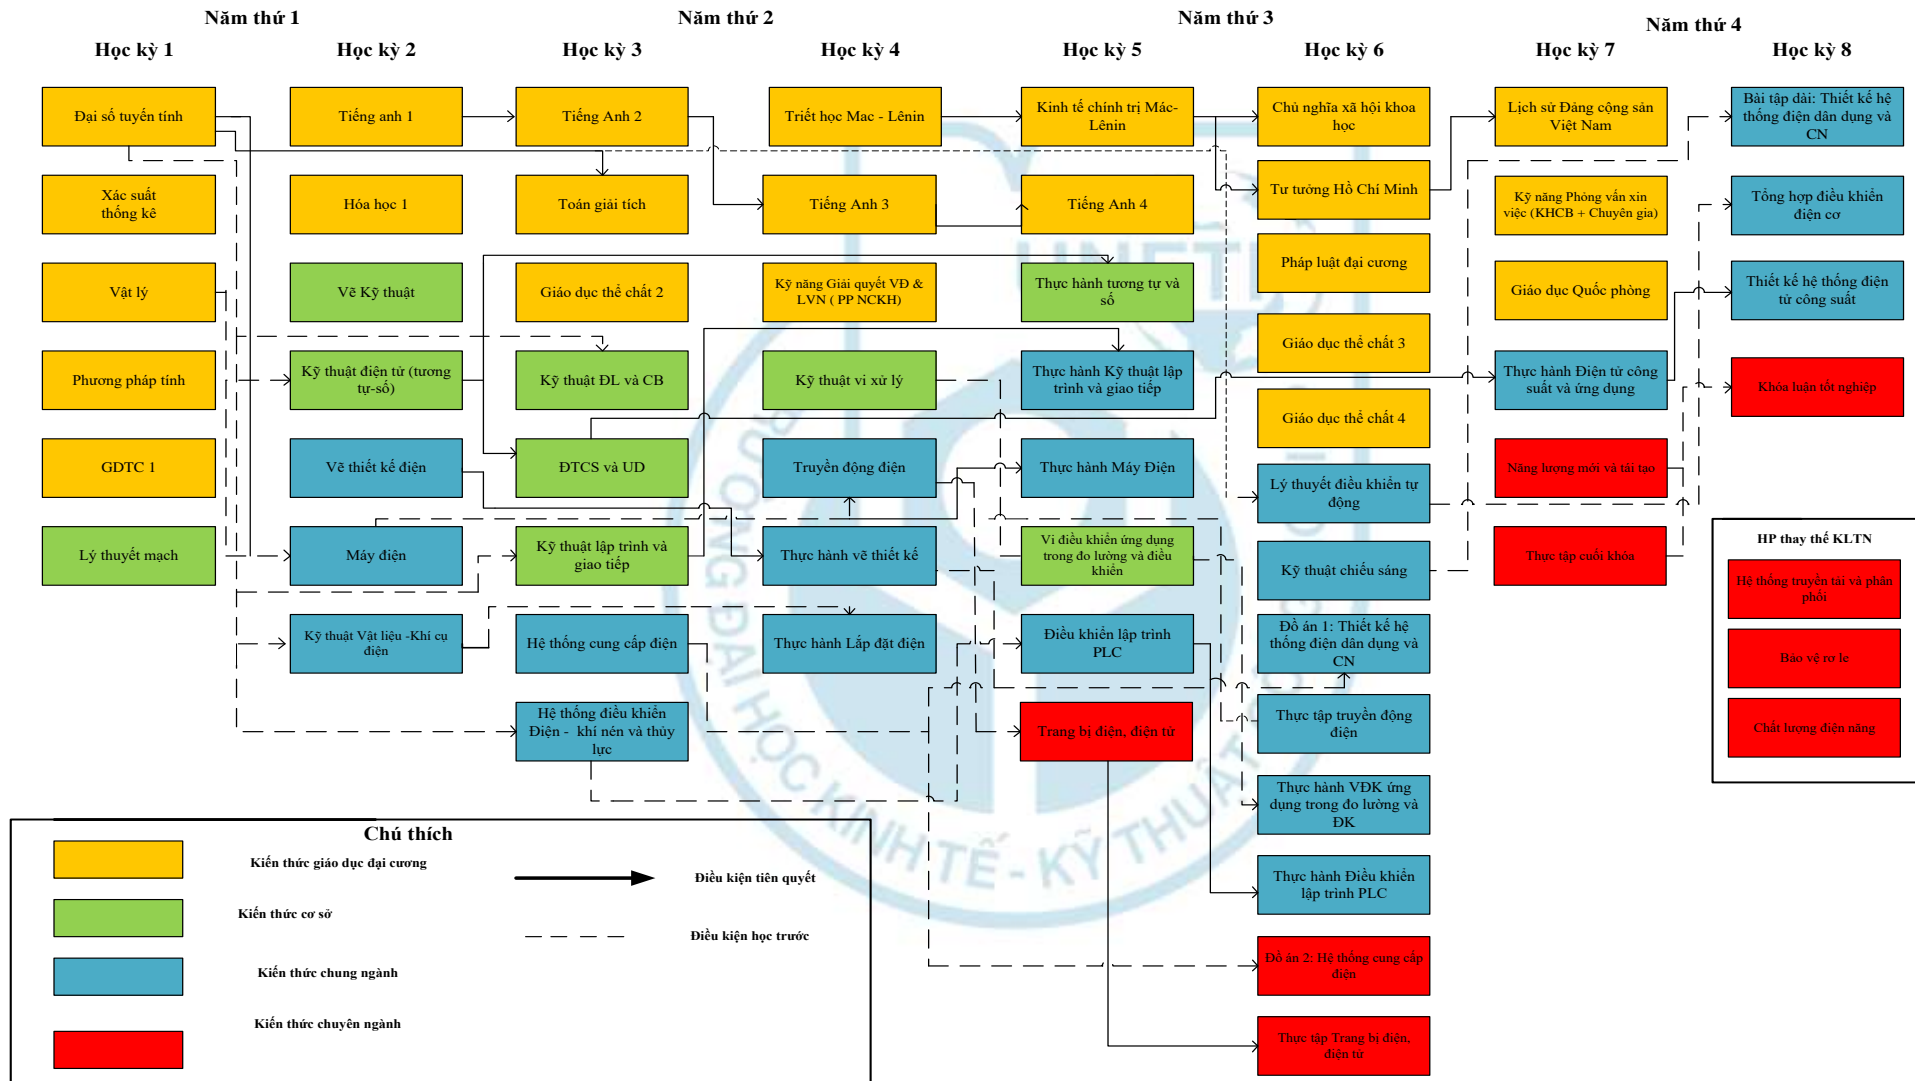 Năm thứ 1
Năm thứ 2
Năm thứ 3
Năm thứ 4
Học kỳ 1
Học kỳ 2
Học kỳ 3
Học kỳ 4
Học kỳ 5
Học kỳ 6
Học kỳ 7
Học kỳ 8
Đại số tuyến tính
Xác suất
thống kê
Vật lý
Phương pháp tính
GDTC 1
Lý thuyết mạch
Tiếng anh 1
Hóa học 1
Vẽ Kỹ thuật
Kỹ thuật điện tử (tương
tự-số)
Vẽ thiết kế điện
Máy điện
Kỹ thuật Vật liệu -Khí cụ
điện
Tiếng Anh 2
Toán giải tích
Giáo dục thể chất 2
Kỹ thuật ĐL và CB
ĐTCS và UD
Kỹ thuật lập trình và
giao tiếp
Hệ thống cung cấp điện
Hệ thống điều khiển
Điện - khí nén và thủy
lực
Triết học Mac - Lênin
Tiếng Anh 3
Kỹ năng Giải quyết VĐ &
LVN ( PP NCKH)
Kỹ thuật vi xử lý
Truyền động điện
Thực hành vẽ thiết kế
Thực hành Lắp đặt điện
Kinh tế chính trị Mác-
Lênin
Tiếng Anh 4
Thực hành tương tự và
số
Thực hành Kỹ thuật lập
trình và giao tiếp
Thực hành Máy Điện
Vi điều khiển ứng dụng
trong đo lường và điều
khiển
Điều khiển lập trình
PLC
Trang bị điện, điện tử
Chủ nghĩa xã hội khoa
học
Tư tưởng Hồ Chí Minh
Pháp luật đại cương
Giáo dục thể chất 3
Giáo dục thể chất 4
Lý thuyết điều khiển tự
động
Kỹ thuật chiếu sáng
Đồ án 1: Thiết kế hệ
thống điện dân dụng và
CN
Thực tập truyền động
điện
Thực hành VĐK ứng
dụng trong đo lường và
ĐK
Thực hành Điều khiển
lập trình PLC
Đồ án 2: Hệ thống cung cấp
điện
Thực tập Trang bị điện,
điện tử
Lịch sử Đảng cộng sản
Việt Nam
Kỹ năng Phỏng vấn xin
việc (KHCB + Chuyên gia)
Giáo dục Quốc phòng
Thực hành Điện tử công
suất và ứng dụng
Năng lượng mới và tái tạo
Thực tập cuối khóa
Bài tập dài: Thiết kế hệ
thống điện dân dụng và
CN
Tổng hợp điều khiển
điện cơ
Thiết kế hệ thống điện
tử công suất
Khóa luận tốt nghiệp
HP thay thế KLTN
Hệ thống truyền tải và phân
phối
Bảo vệ rơ le
Chất lượng điện năng
Chú thích
Kiến thức giáo dục đại cương
Kiến thức cơ sở
Kiến thức chung ngành
Kiến thức chuyên ngành
Điều kiện tiên quyết
Điều kiện học trước